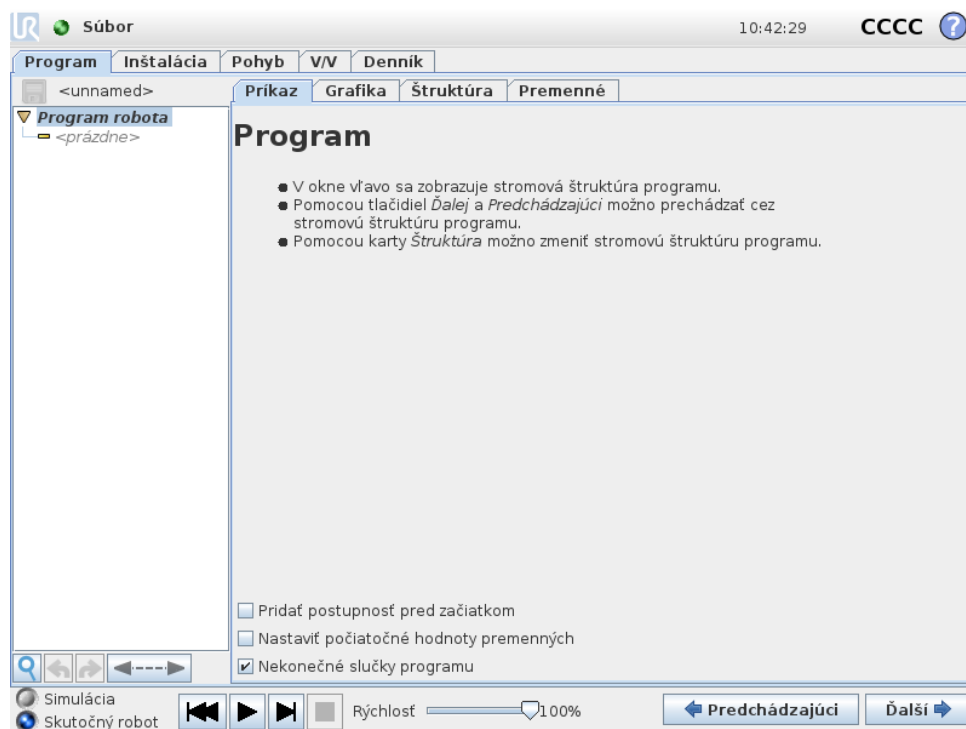 UR Súbor 10:42:29 CCCC ?
Program Inštalácia Pohyb V/V Denník
<unnamed> Príkaz Grafika Štruktúra Premenné
Program robota
<prázdne>
Program
V okne vľavo sa zobrazuje stromová štruktúra programu.
Pomocou tlačidiel Ďalej a Predchádzajúci možno prechádzať cez
stromovú štruktúru programu.
Pomocou karty Štruktúra možno zmeniť stromovú štruktúru programu.
Pridať postupnosť pred začiatkom
Nastaviť počiatočné hodnoty premenných
Nekonečné slučky programu
Simulácia
Skutočný robot
Rýchlosť 100% Predchádzajúci Ďalší